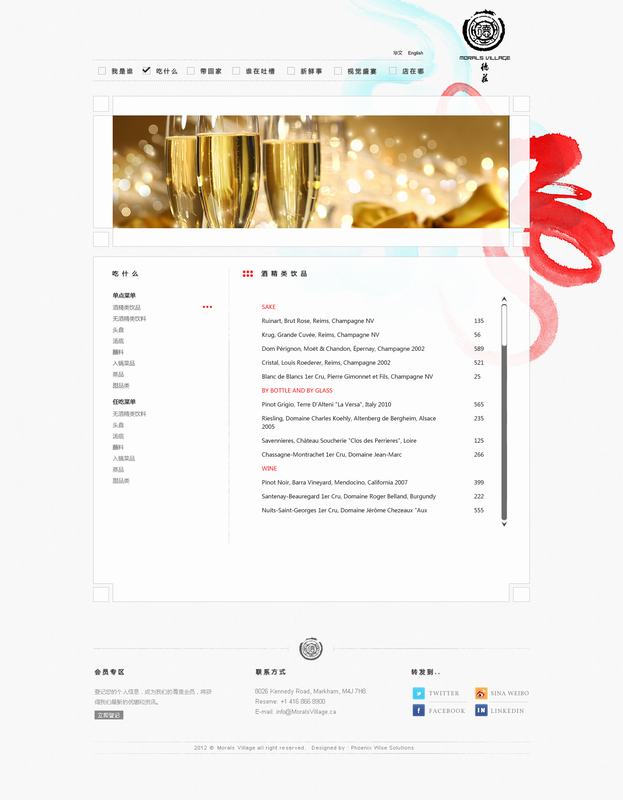 华文 English
MORALS VILLAGE
德庄
我是谁 吃什么 带回家 谁在吐槽 新鲜事 视觉盛宴 店在哪
吃什么
单点菜单
酒精类饮品
无酒精类饮料
头盘
汤底
蘸料
入锅菜品
茶品
甜品类
任吃菜单
无酒精类饮料
头盘
汤底
蘸料
入锅菜品
茶品
甜品类
酒精类饮品
SAKE
Ruinart, Brut Rose, Reims, Champagne NV 135
Krug, Grande Cuvée, Reims, Champagne NV 56
Dom Pérignon, Moët & Chandon, Épernay, Champagne 2002 589
Cristal, Louis Roederer, Reims, Champagne 2002 521
Blanc de Blancs 1er Cru, Pierre Gimonnet et Fils, Champagne NV 25
BY BOTTLE AND BY GLASS
Pinot Grigio, Terre D'Alteni "La Versa", Italy 2010 565
Riesling, Domaine Charles Koehly, Altenberg de Bergheim, Alsace 235
2005
Savennieres, Château Soucherie "Clos des Perrieres", Loire 125
Chassagne-Montrachet 1er Cru, Domaine Jean-Marc 266
WINE
Pinot Noir, Barra Vineyard, Mendocino, California 2007 399
Santenay-Beauregard 1er Cru, Domaine Roger Belland, Burgundy 222
Nuits-Saint-Georges 1er Cru, Domaine Jérôme Chezeaux "Aux 555
会员专区
登记您的个人信息，成为我们的尊贵会员，将获
得我们最新的优惠和资讯。
立即登记
联系方式
8026 Kennedy Road, Markham, M4J 7H8
Reserve: +1 416 866 8900
E-mail: info@MoralsVillage.ca
转发到..
TWITTER SINA WEIBO
FACEBOOK LINKEDIN
2012 © Morals Village all right reserved. Designed by : Phoenix Wise Solutions